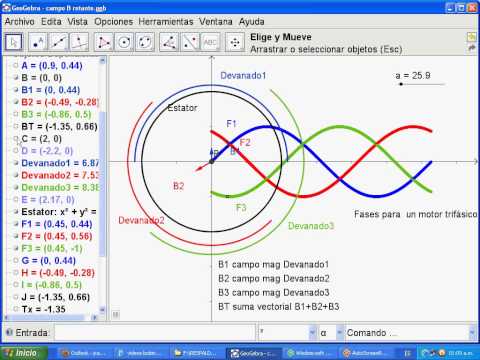 GeoGebra - campo B rotante.ggb
Archivo Edita Vista Opciones Herramientas Ventana Ayuda
Elige y Mueve
Arrastrar o seleccionar objetos (Esc)
A = (0.9, 0.44)
B = (0, 0)
B1 = (0, 0.44)
B2 = (-0.49, -0.28)
B3 = (-0.86, 0.5)
BT = (-1.35, 0.66)
C = (2, 0)
D = (-2.2, 0)
Devanado1 = 6.87
Devanado2 = 7.53
Devanado3 = 8.38
E = (2.17, 0)
Estator: x² + y² =
F1 = (0.45, 0.44)
F2 = (0.45, 0.56)
F3 = (0.45, -1)
G = (0, 0.44)
H = (-0.49, -0.28)
I = (-0.86, 0.5)
J = (-1.35, 0.66)
Tx = -1.35
a = 25.9
Devanado1
Estator
F1
F2
B1
B2
F3
Devanado2
Devanado3
Fases para un motor trifásico
B1 campo mag Devanado1
B2 campo mag Devanado2
B3 campo mag Devanado3
BT suma vectorial B1+B2+B3
Entrada:
α
Comando ...
Inicio
GeoGebra - c...